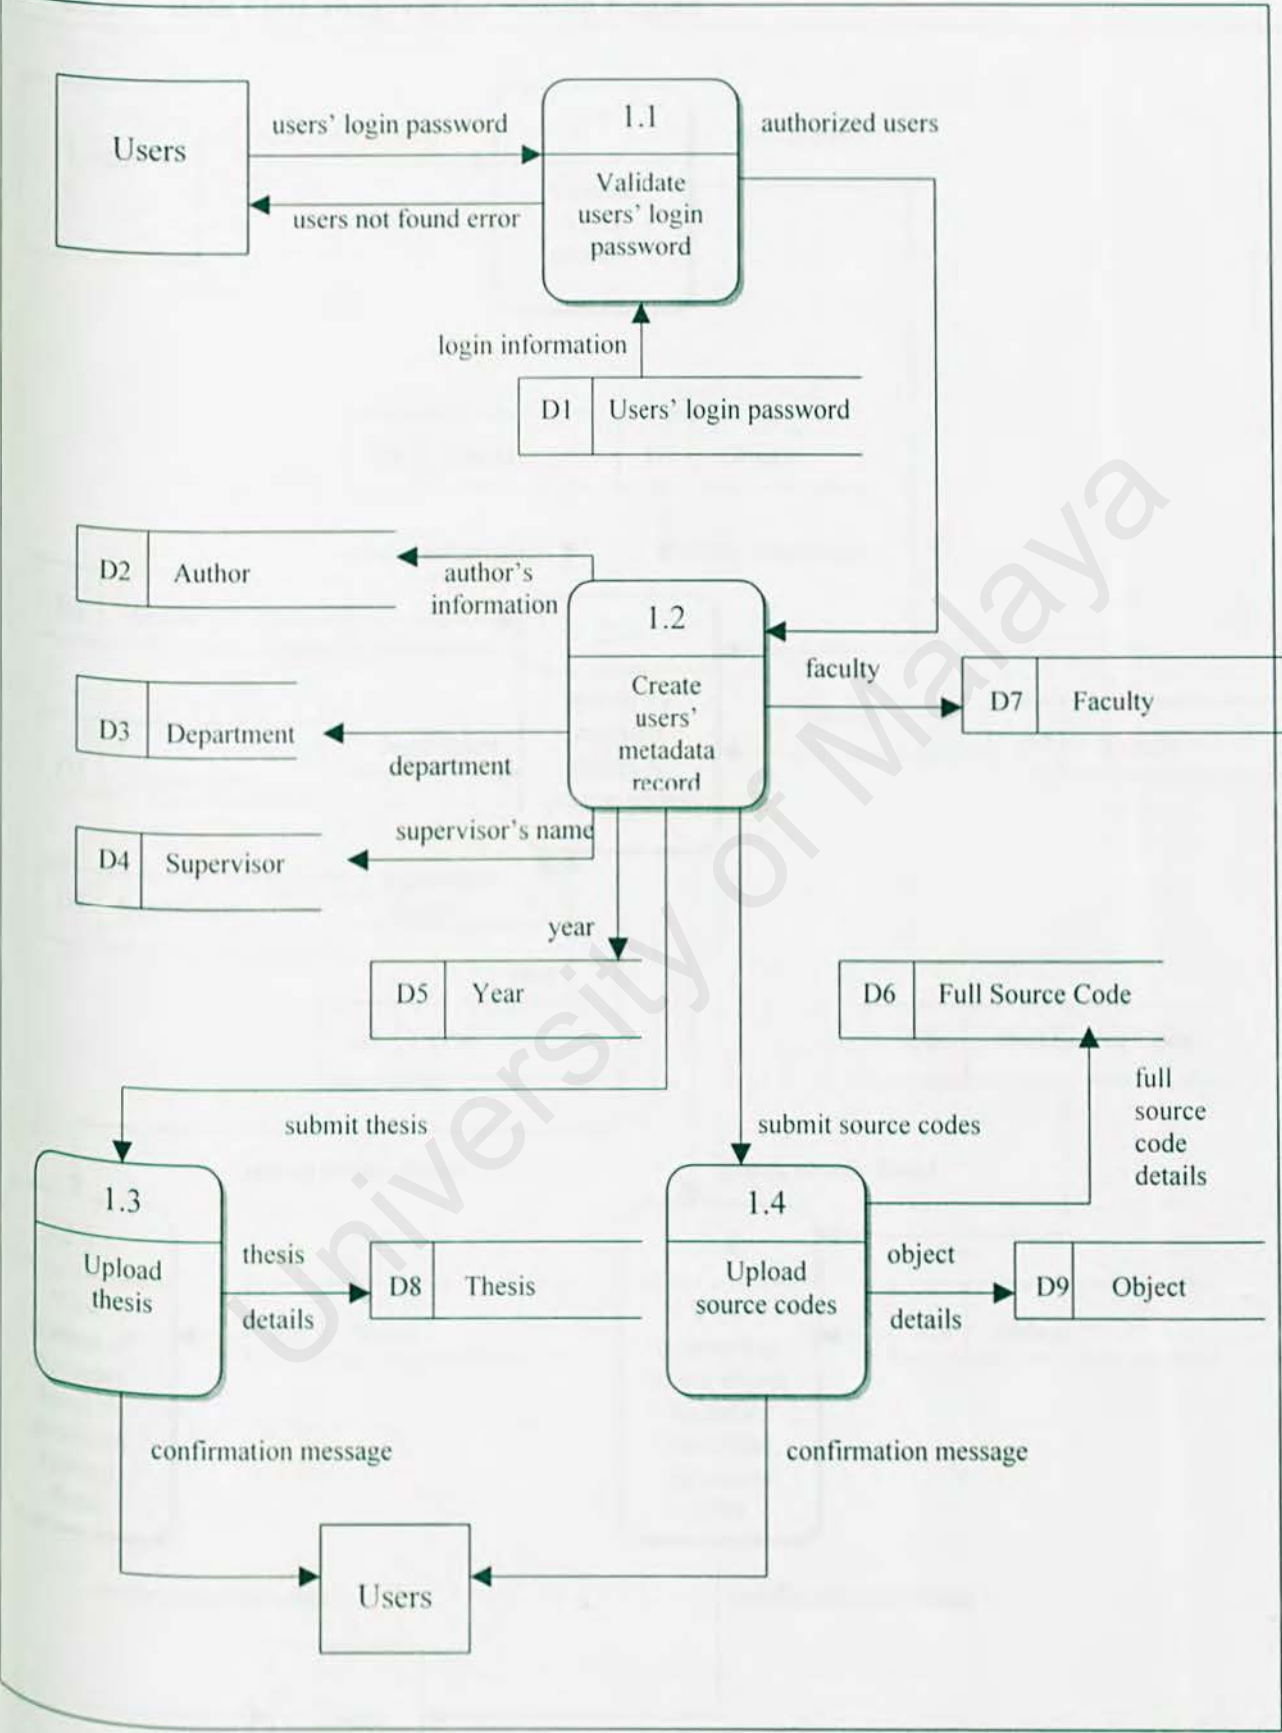 Users
users' login password
users not found error
1.1
Validate
users' login
password
authorized users
login information
D1
Users' login password
D2
Author
author's
information
1.2
Create
users'
metadata
record
faculty
D7
Faculty
D3
Department
department
D4
Supervisor
supervisor's name
year
D5
Year
D6
Full Source Code
full
source
code
details
submit thesis
submit source codes
1.3
Upload
thesis
thesis
details
D8
Thesis
1.4
Upload
source codes
object
details
D9
Object
confirmation message
confirmation message
Users
University of Malaya